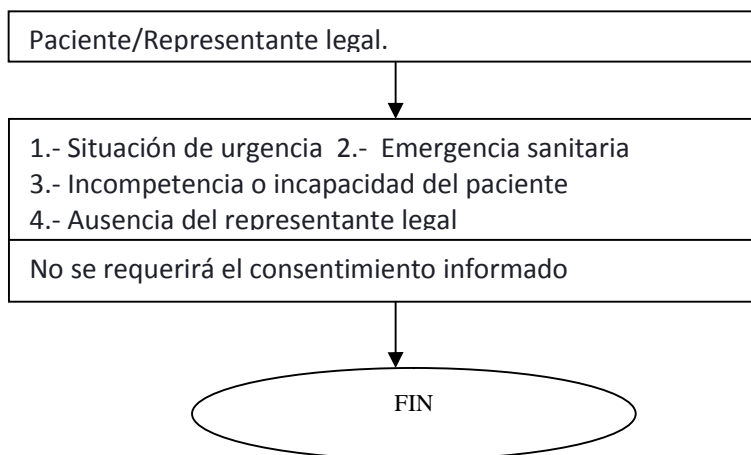 Paciente/Representante legal.
1.- Situación de urgencia 2.- Emergencia sanitaria
3.- Incompetencia o incapacidad del paciente
4.- Ausencia del representante legal
No se requerirá el consentimiento informado
FIN